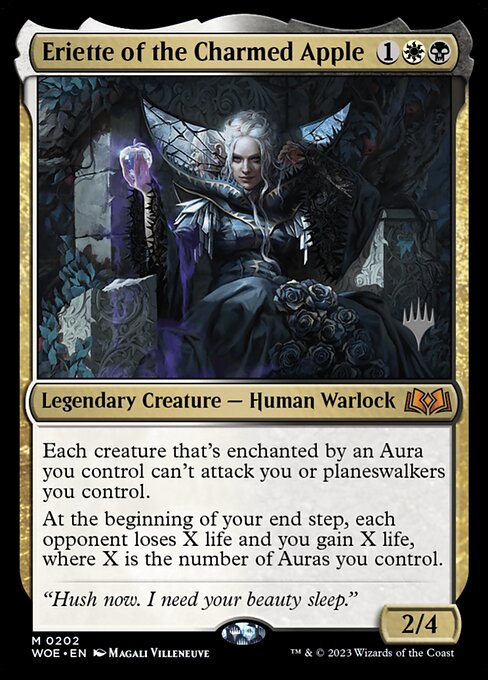 Eriette of the Charmed Apple 1
Legendary Creature — Human Warlock
Each creature that's enchanted by an Aura
you control can't attack you or planeswalkers
you control.
At the beginning of your end step, each
opponent loses X life and you gain X life,
where X is the number of Auras you control.
“Hush now. I need your beauty sleep.”
2/4
M 0202
WOE • EN MAGALI VILLENEUVE
™ & © 2023 Wizards of the Coast